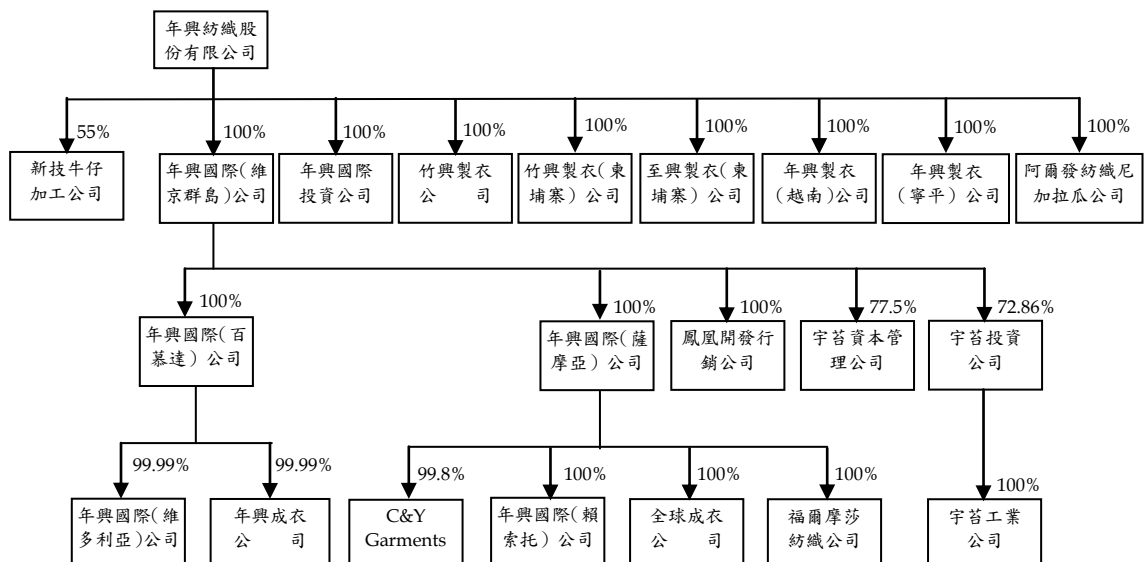 年興紡織股
份有限公司
55%
100%
100%
100%
100%
100%
100%
100%
100%
新技牛仔
加工公司
年興國際(維
京群島)公司
年興國際
投資公司
竹興製衣
公 司
竹興製衣(柬
埔寨)公司
至興製衣(柬
埔寨)公司
年興製衣
(越南)公司
年興製衣
(寧平)公司
阿爾發紡織尼
加拉瓜公司
100%
100%
100%
77.5%
72.86%
年興國際(百
慕達)公司
年興國際(薩
摩亞)公司
鳳凰開發行
銷公司
宇苔資本管
理公司
宇苔投資
公司
99.99%
99.99%
99.8%
100%
100%
100%
100%
年興國際(維
多利亞)公司
年興成衣
公 司
C&Y
Garments
年興國際(賴
索托)公司
全球成衣
公 司
福爾摩莎
紡織公司
宇苔工業
公司